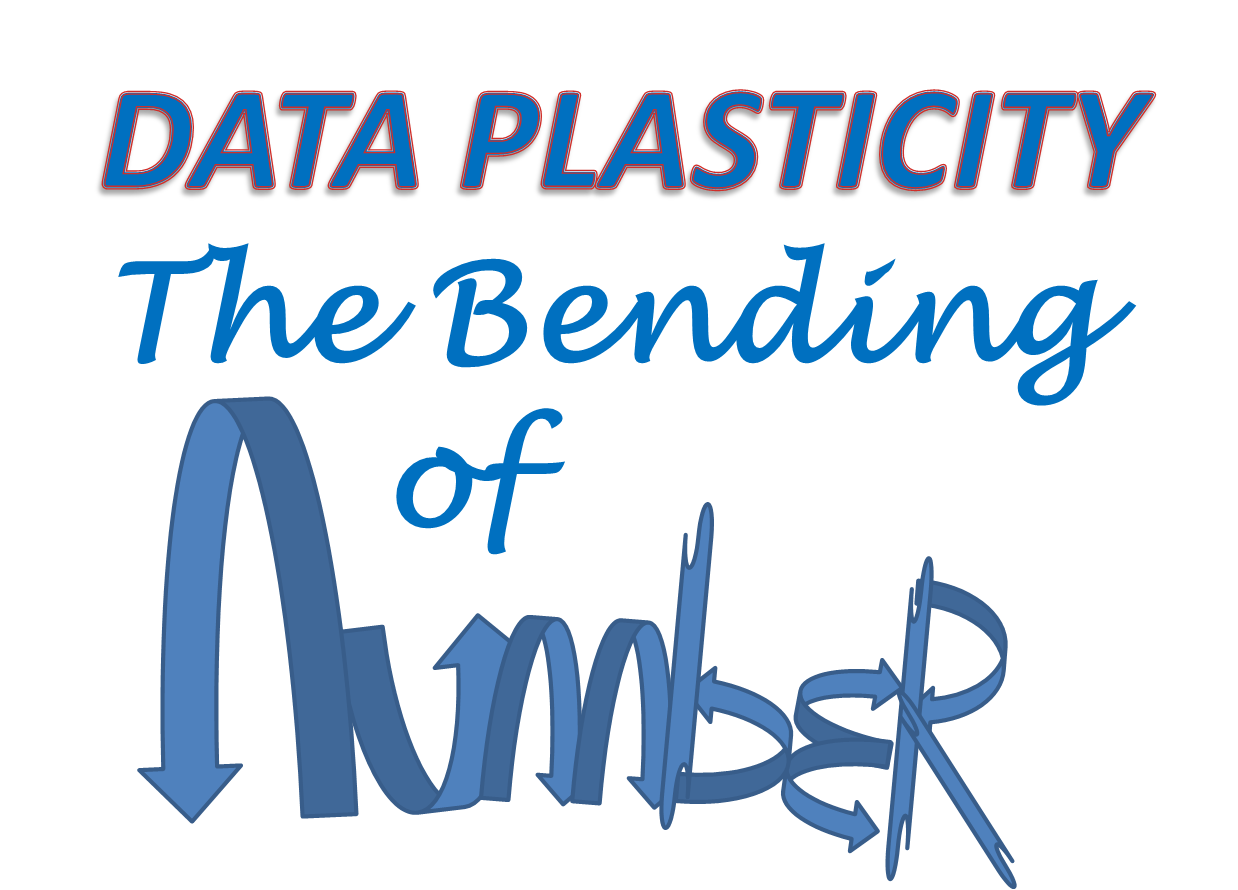 DATA PLASTICITY
The Bending
of
NumbER